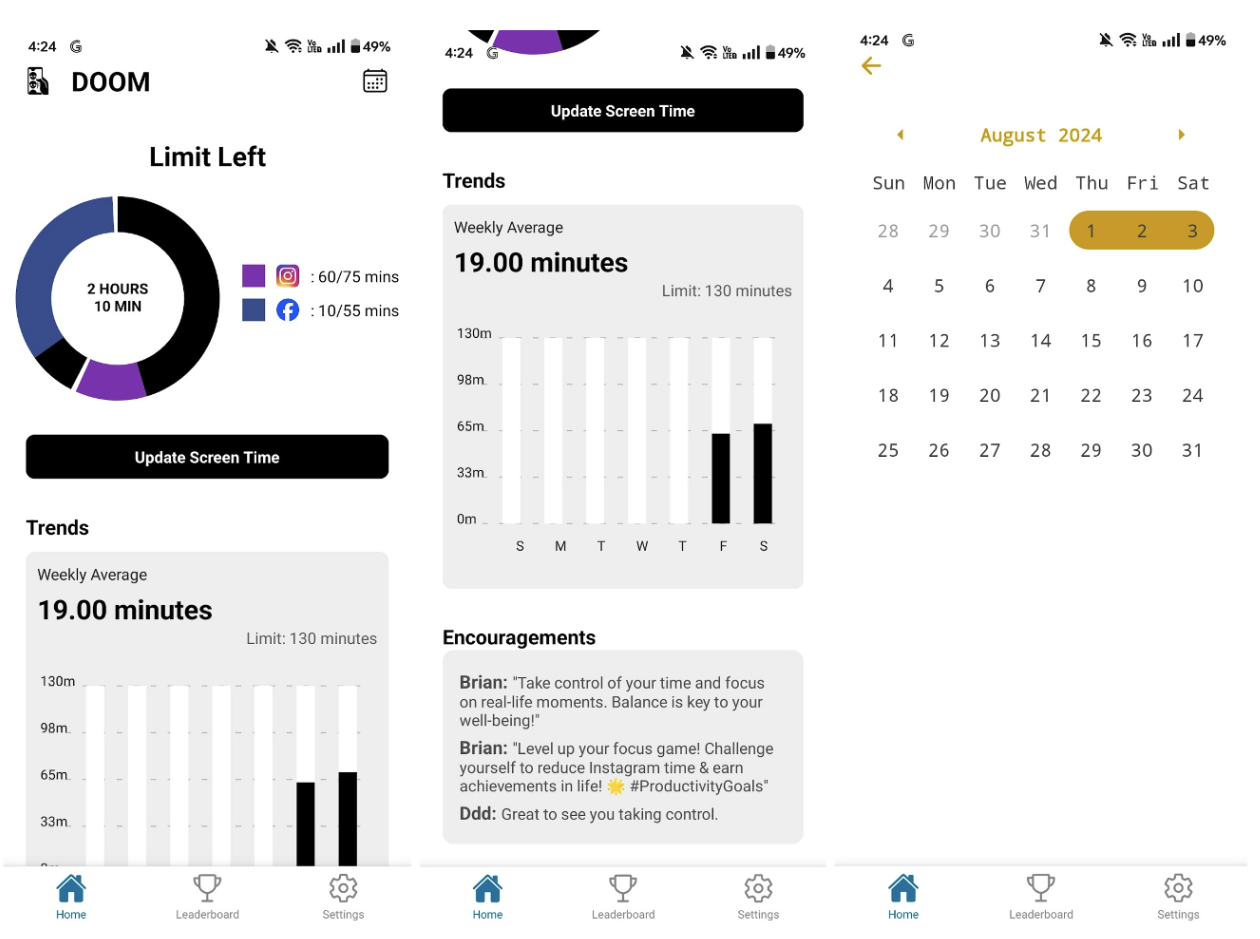 4:24 G VoLTE 49%
DOOM
Limit Left
2 HOURS
10 MIN
: 60/75 mins
: 10/55 mins
Update Screen Time
Trends
Weekly Average
19.00 minutes
Limit: 130 minutes
130m
98m
65m
33m
Home Leaderboard Settings
4:24 G VoLTE 49%
Update Screen Time
Trends
Weekly Average
19.00 minutes
Limit: 130 minutes
130m
98m
65m
33m
0m
S M T W T F S
Encouragements
Brian: "Take control of your time and focus
on real-life moments. Balance is key to your
well-being!"
Brian: "Level up your focus game! Challenge
yourself to reduce Instagram time & earn
achievements in life! 🌟 #ProductivityGoals"
Ddd: Great to see you taking control.
Home Leaderboard Settings
4:24 G VoLTE 49%
August 2024
Sun Mon Tue Wed Thu Fri Sat
28 29 30 31 1 2 3
4 5 6 7 8 9 10
11 12 13 14 15 16 17
18 19 20 21 22 23 24
25 26 27 28 29 30 31
Home Leaderboard Settings